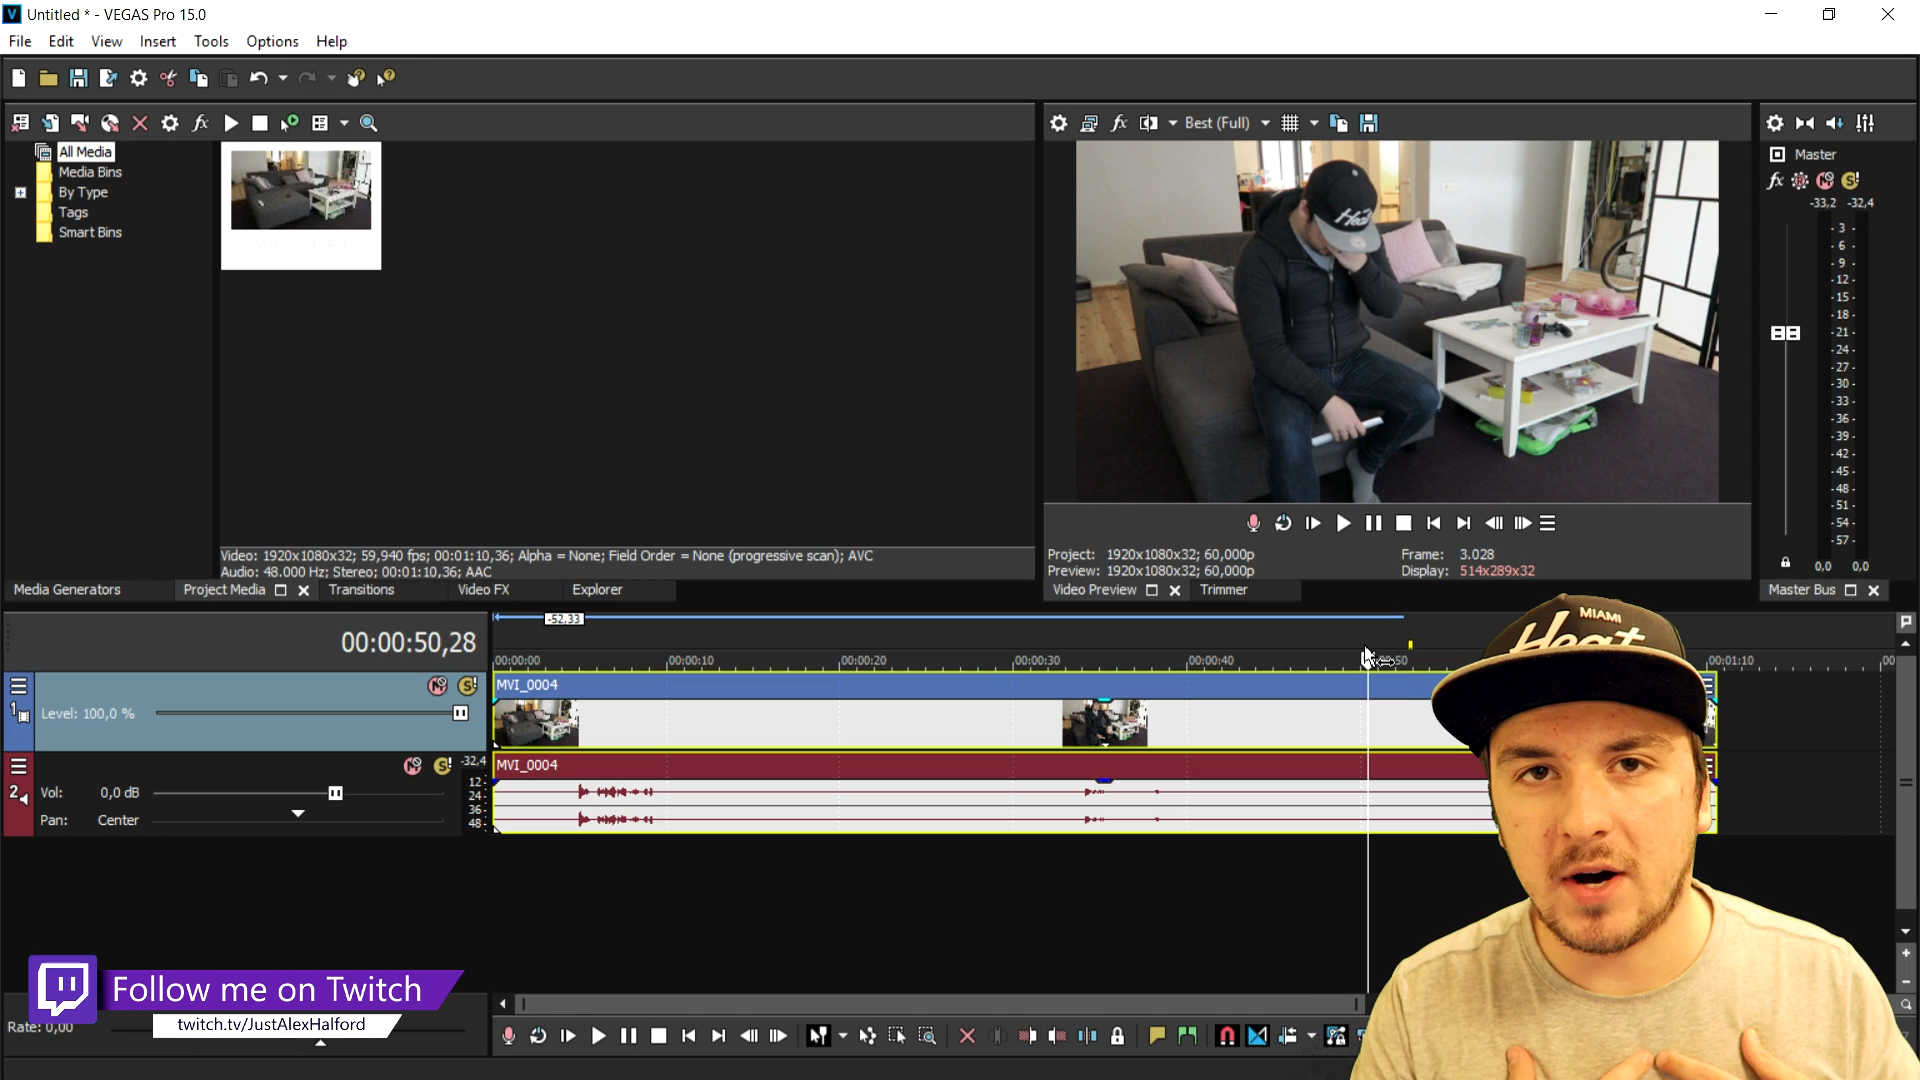 Untitled * - VEGAS Pro 15.0
File Edit View Insert Tools Options Help
Best (Full)
All Media
Media Bins
By Type
Tags
Smart Bins
Master
-33,2 -32,4
- 3 -
- 6 -
- 9 -
- 12 -
- 15 -
- 18 -
- 21 -
- 24 -
- 27 -
- 30 -
- 33 -
- 36 -
- 39 -
- 42 -
- 45 -
- 48 -
- 51 -
- 54 -
- 57 -
0,0 0,0
Heat
Video: 1920x1080x32; 59,940 fps; 00:01:10,36; Alpha = None; Field Order = None (progressive scan); AVC
Audio: 48.000 Hz; Stereo; 00:01:10,36; AAC
Project: 1920x1080x32; 60,000p
Preview: 1920x1080x32; 60,000p
Frame: 3.028
Display: 514x289x32
Media Generators Project Media Transitions Video FX Explorer
Video Preview Trimmer
Master Bus
-52,33
00:00:50,28
00:00:00 00:00:10 00:00:20 00:00:30 00:00:40 :50 00:01:10 00
1
Level: 100,0 %
MVI_0004
2
Vol: 0,0 dB
Pan: Center
-32,4
12-
24-
36-
48-
MVI_0004
MIAMI
Heat
Follow me on Twitch
twitch.tv/JustAlexHalford
Rate: 0,00